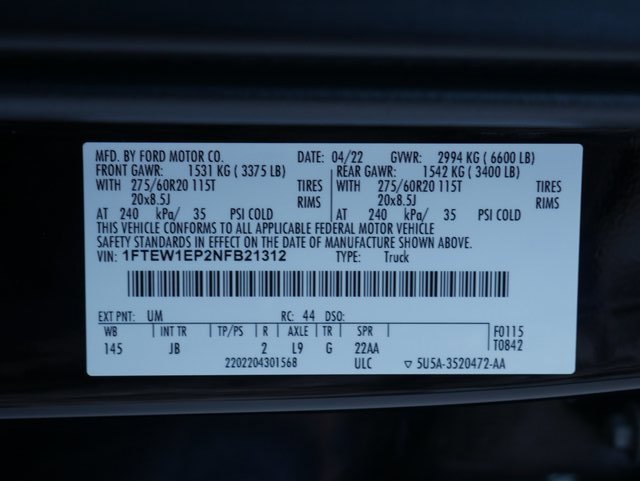 MFD. BY FORD MOTOR CO. DATE: 04/22 GVWR: 2994 KG ( 6600 LB)
FRONT GAWR: 1531 KG ( 3375 LB) REAR GAWR: 1542 KG ( 3400 LB)
WITH 275/60R20 115T TIRES WITH 275/60R20 115T TIRES
20x8.5J RIMS 20x8.5J RIMS
AT 240 kPa/ 35 PSI COLD AT 240 kPa/ 35 PSI COLD
THIS VEHICLE CONFORMS TO ALL APPLICABLE FEDERAL MOTOR VEHICLE
SAFETY STANDARDS IN EFFECT ON THE DATE OF MANUFACTURE SHOWN ABOVE.
VIN: 1FTEW1EP2NFB21312 TYPE: Truck
EXT PNT: UM RC: 44 DSO:
WB INT TR TP/PS R AXLE TR SPR F0115
145 JB 2 L9 G 22AA T0842
2202204301568 ULC ▽ 5U5A-3520472-AA